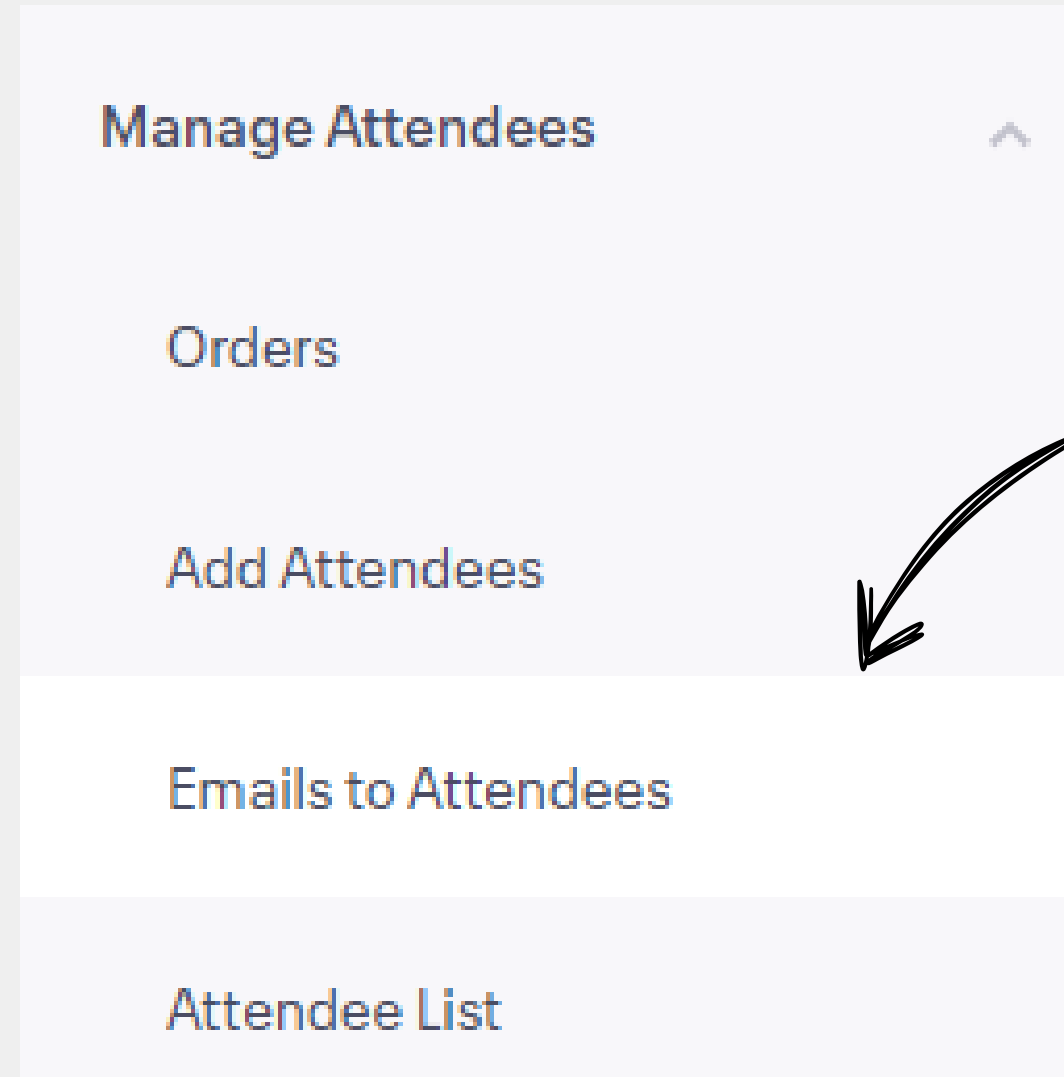 Manage Attendees
Orders
Add Attendees
Emails to Attendees
Attendee List